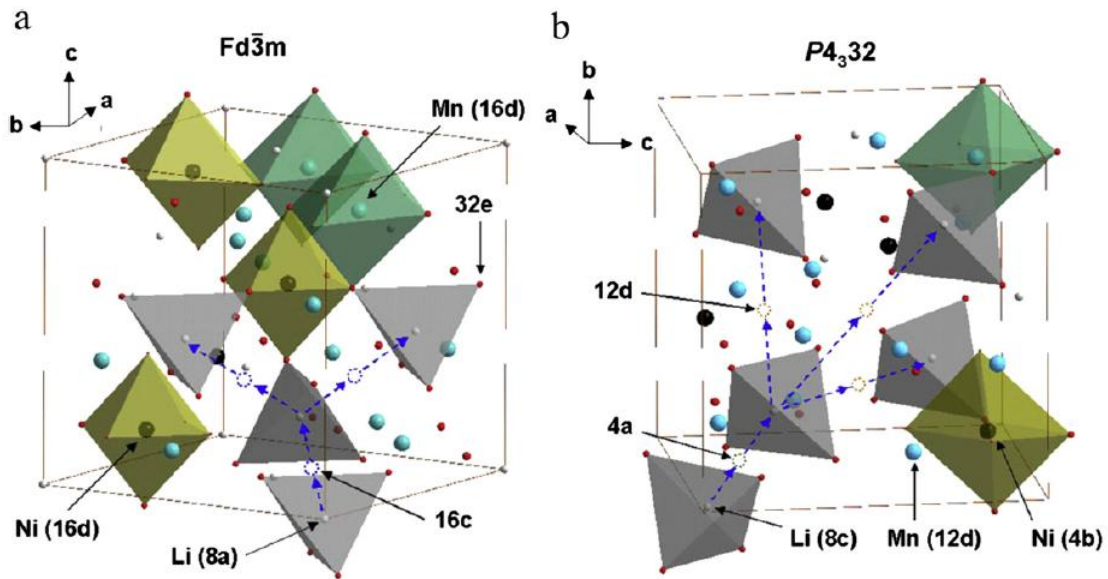 a
Fd3̄m
c
a
b
Mn (16d)
32e
Ni (16d)
Li (8a)
16c
b
P4₃32
b
a
c
12d
4a
Li (8c)
Mn (12d)
Ni (4b)